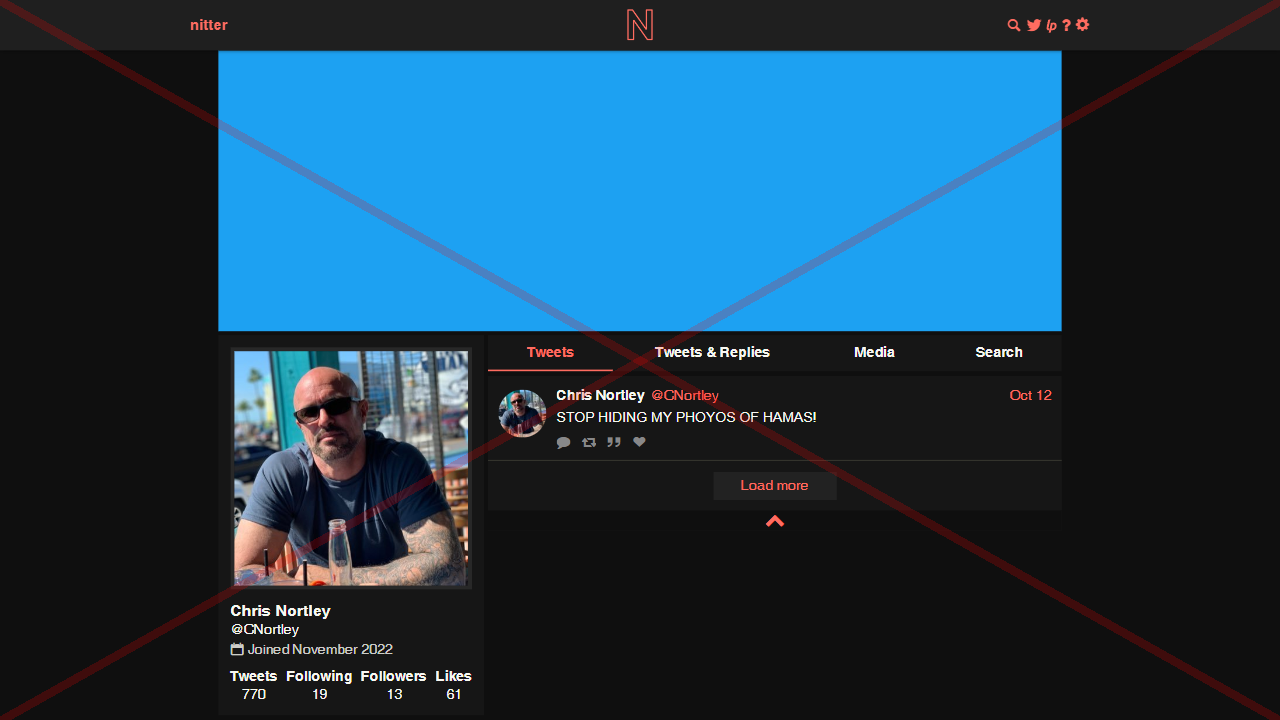 nitter
N
lp ?
Tweets Tweets & Replies Media Search
Chris Nortley @CNortley Oct 12
STOP HIDING MY PHOYOS OF HAMAS!
Load more
Chris Nortley
@CNortley
Joined November 2022
Tweets Following Followers Likes
770 19 13 61